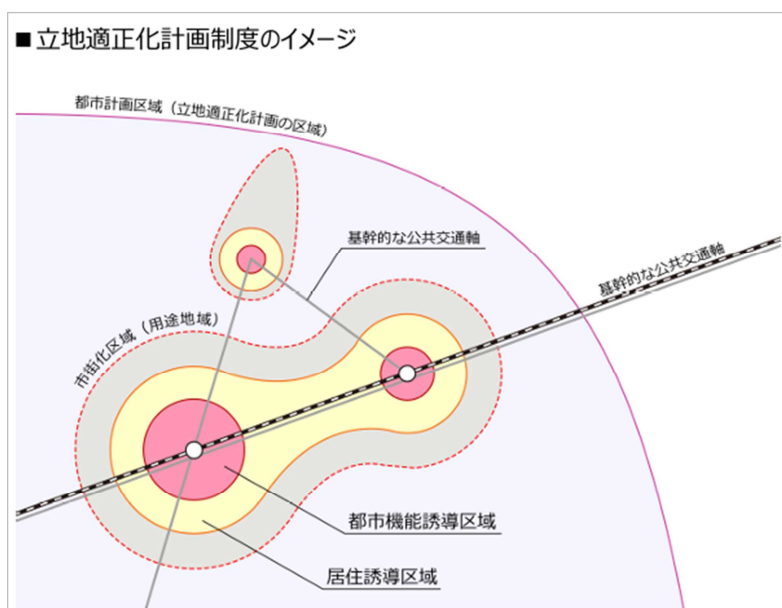 ■ 立地適正化計画制度のイメージ
都市計画区域（立地適正化計画の区域）
基幹的な公共交通軸
基幹的な公共交通軸
市街化区域（用途地域）
都市機能誘導区域
居住誘導区域